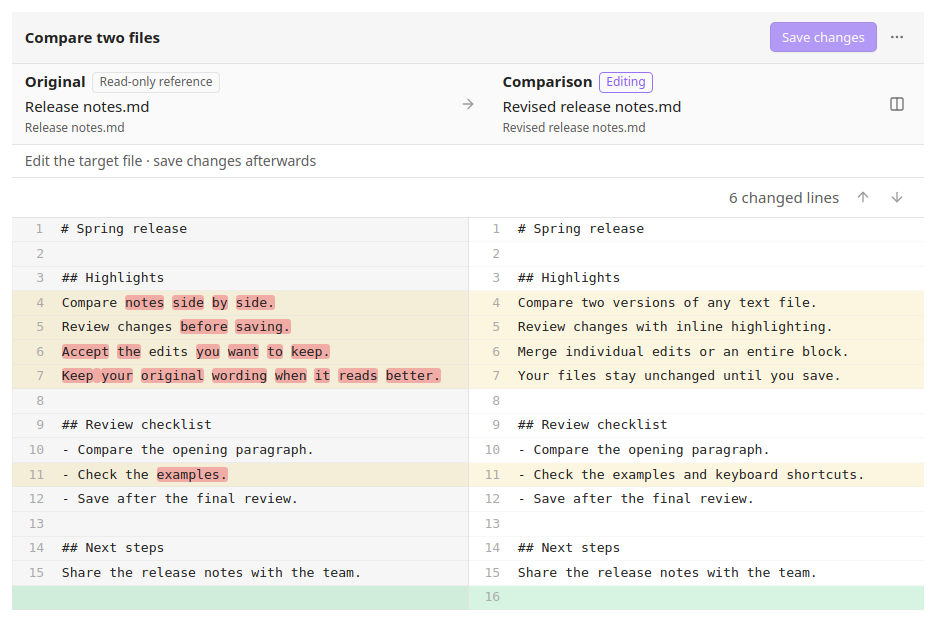 Compare two files
Save changes
Original Read-only reference
Release notes.md
Release notes.md
→
Comparison Editing
Revised release notes.md
Revised release notes.md
Edit the target file · save changes afterwards
6 changed lines ↑ ↓
1 # Spring release
2
3 ## Highlights
4 Compare notes side by side.
5 Review changes before saving.
6 Accept the edits you want to keep.
7 Keep your original wording when it reads better.
8
9 ## Review checklist
10 - Compare the opening paragraph.
11 - Check the examples.
12 - Save after the final review.
13
14 ## Next steps
15 Share the release notes with the team.
1 # Spring release
2
3 ## Highlights
4 Compare two versions of any text file.
5 Review changes with inline highlighting.
6 Merge individual edits or an entire block.
7 Your files stay unchanged until you save.
8
9 ## Review checklist
10 - Compare the opening paragraph.
11 - Check the examples and keyboard shortcuts.
12 - Save after the final review.
13
14 ## Next steps
15 Share the release notes with the team.
16